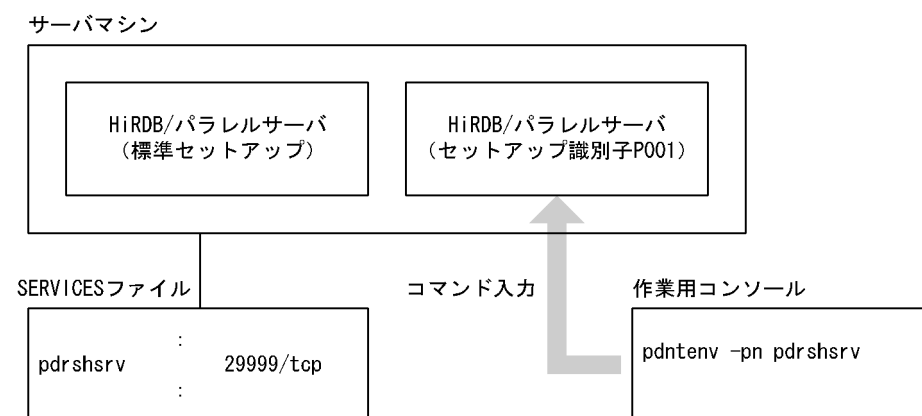 サーバマシン
HiRDB/パラレルサーバ
(標準セットアップ)
HiRDB/パラレルサーバ
(セットアップ識別子P001)
SERVICESファイル
コマンド入力
作業用コンソール
:
pdrshsrv 29999/tcp
:
pdntenv -pn pdrshsrv